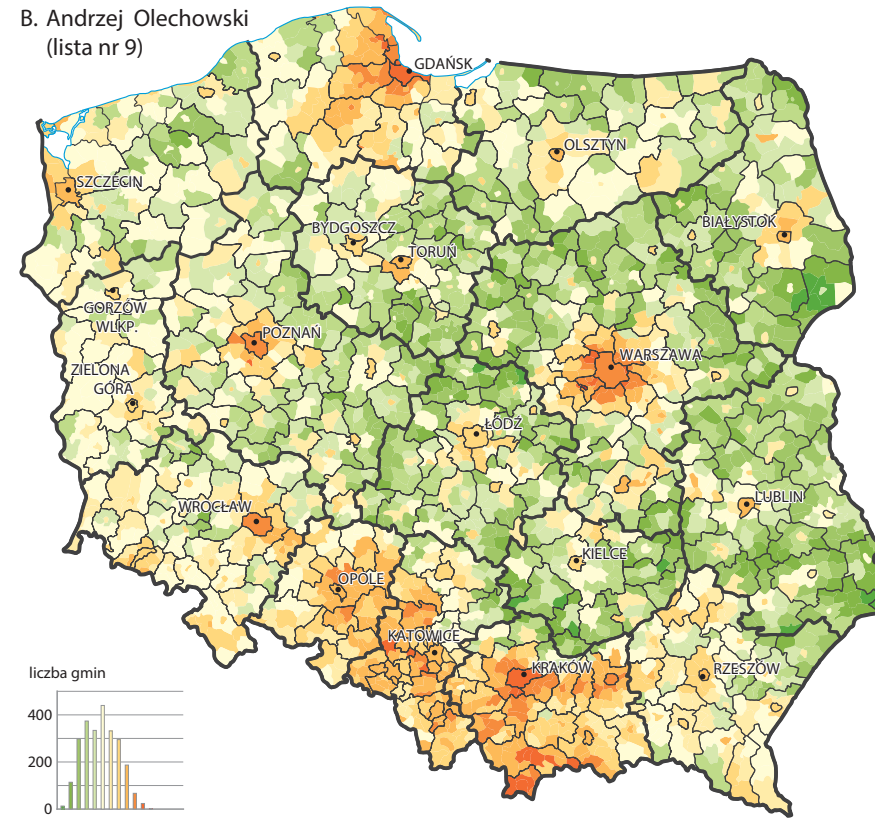 B. Andrzej Olechowski
(lista nr 9)
GDAŃSK
OLSZTYN
SZCZECIN
BIAŁYSTOK
BYDGOSZCZ
TORUŃ
GORZÓW
WLKP.
POZNAŃ
WARSZAWA
ZIELONA
GÓRA
ŁÓDŹ
WROCŁAW
LUBLIN
KIELCE
OPOLE
KATOWICE
KRAKÓW
RZESZÓW
liczba gmin
400
200
0